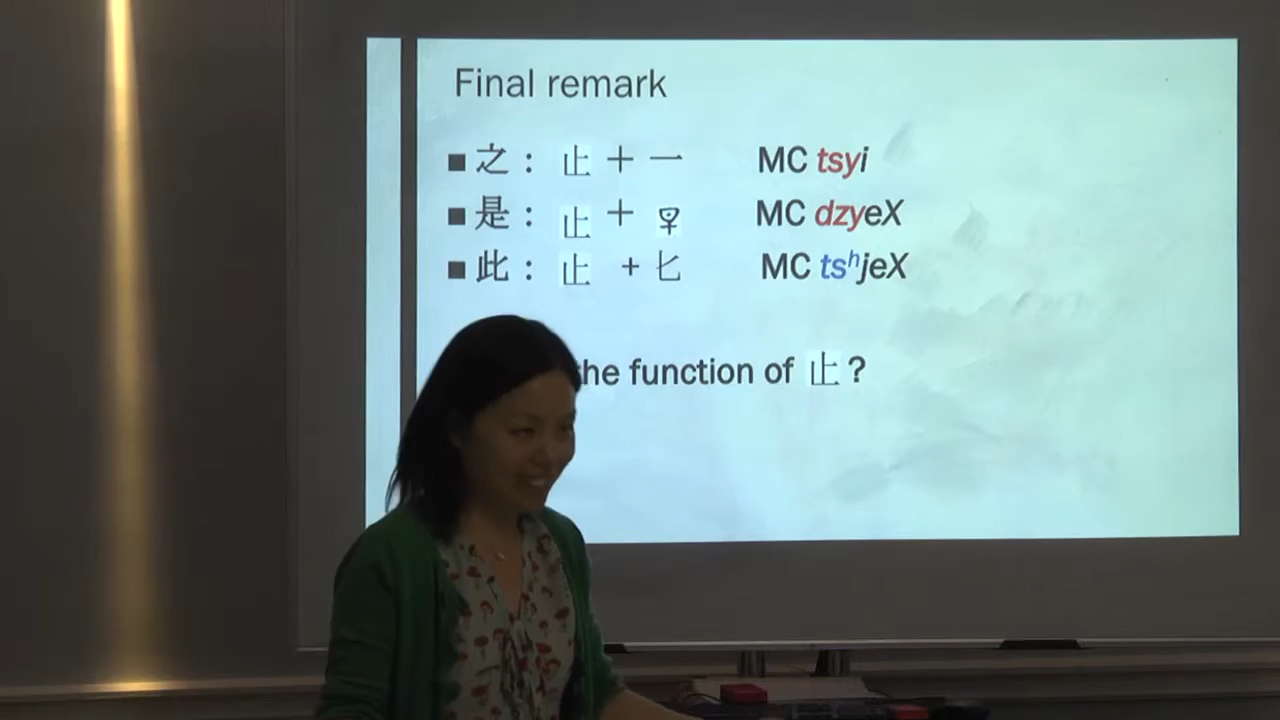 Final remark
■ 之： 止 ＋ 一 MC tsyi
■ 是： 止 ＋ MC dzyeX
■ 此： 止 + 匕 MC tsʰjeX
the function of 止？